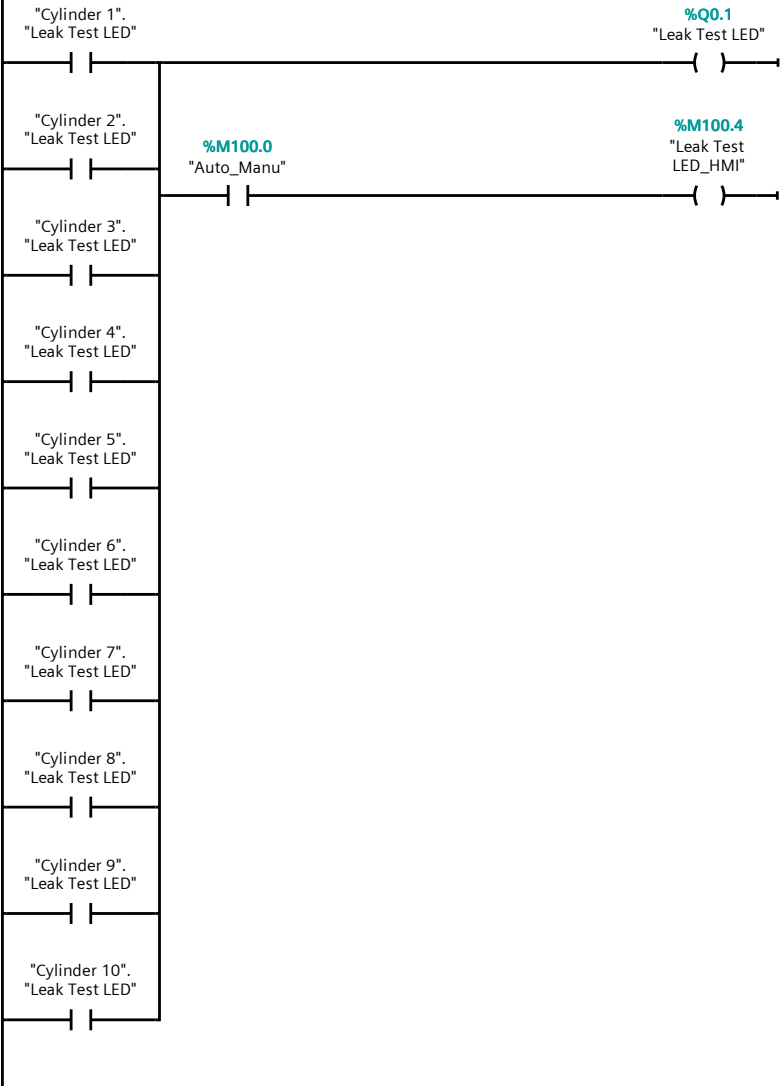 "Cylinder 1".
"Leak Test LED"
%Q0.1
"Leak Test LED"
"Cylinder 2".
"Leak Test LED"
%M100.0
"Auto_Manu"
%M100.4
"Leak Test
LED_HMI"
"Cylinder 3".
"Leak Test LED"
"Cylinder 4".
"Leak Test LED"
"Cylinder 5".
"Leak Test LED"
"Cylinder 6".
"Leak Test LED"
"Cylinder 7".
"Leak Test LED"
"Cylinder 8".
"Leak Test LED"
"Cylinder 9".
"Leak Test LED"
"Cylinder 10".
"Leak Test LED"